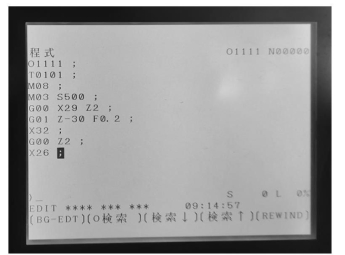 程式 O1111 N00000
O1111 ;
T0101 ;
M08 ;
M03 S500 ;
G00 X29 Z2 ;
G01 Z-30 F0.2 ;
X32 ;
G00 Z2 ;
X26 ;
)_
S 0 L 0%
EDIT **** *** *** 09:14:57
(BG-EDT)(O検索 )(検索↓)(検索↑)(REWIND)